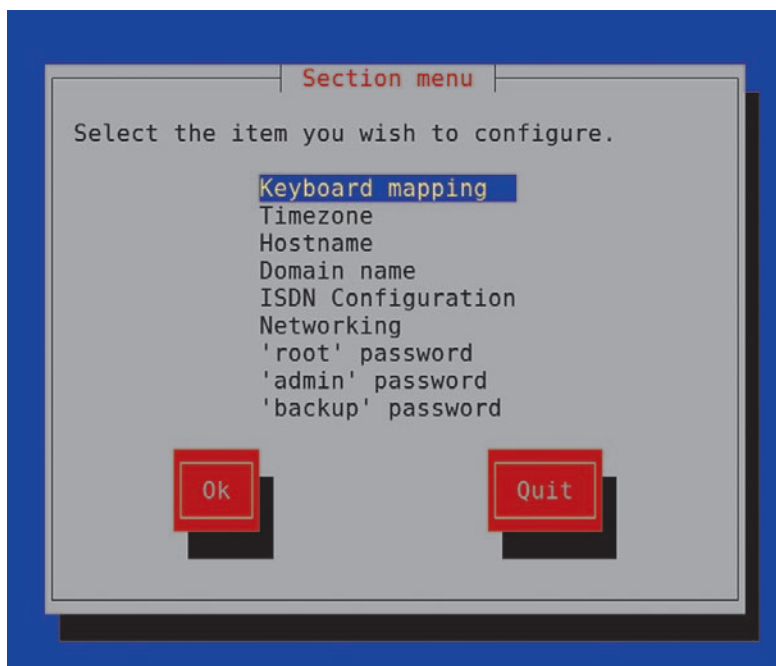 Section menu
Select the item you wish to configure.
Keyboard mapping
Timezone
Hostname
Domain name
ISDN Configuration
Networking
'root' password
'admin' password
'backup' password
Ok Quit